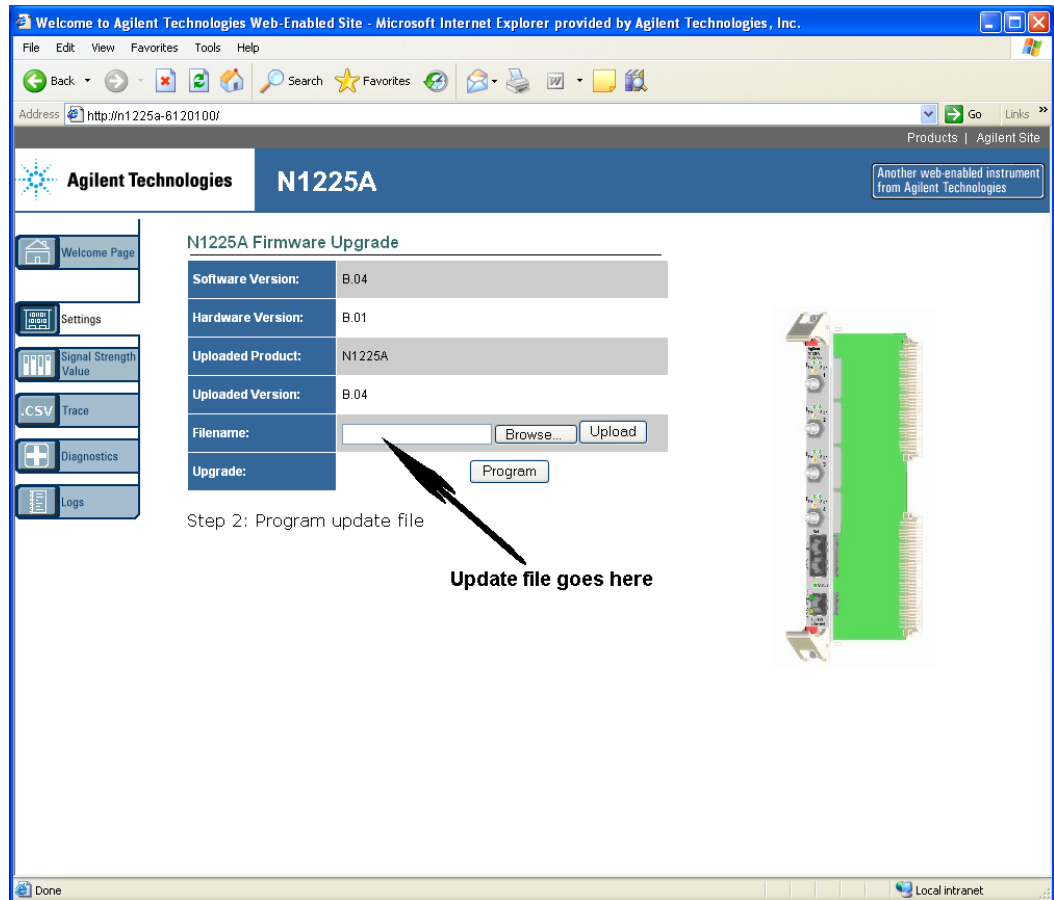 Welcome to Agilent Technologies Web-Enabled Site - Microsoft Internet Explorer provided by Agilent Technologies, Inc.
File Edit View Favorites Tools Help
Back Search Favorites
Address http://n1225a-6120100/ Go Links »
Products | Agilent Site
Agilent Technologies N1225A
Another web-enabled instrument
from Agilent Technologies
Welcome Page
Settings
Signal Strength
Value
.CSV Trace
Diagnostics
Logs
N1225A Firmware Upgrade
Software Version: B.04
Hardware Version: B.01
Uploaded Product: N1225A
Uploaded Version: B.04
Filename: Browse... Upload
Upgrade: Program
Step 2: Program update file
Update file goes here
Done Local intranet